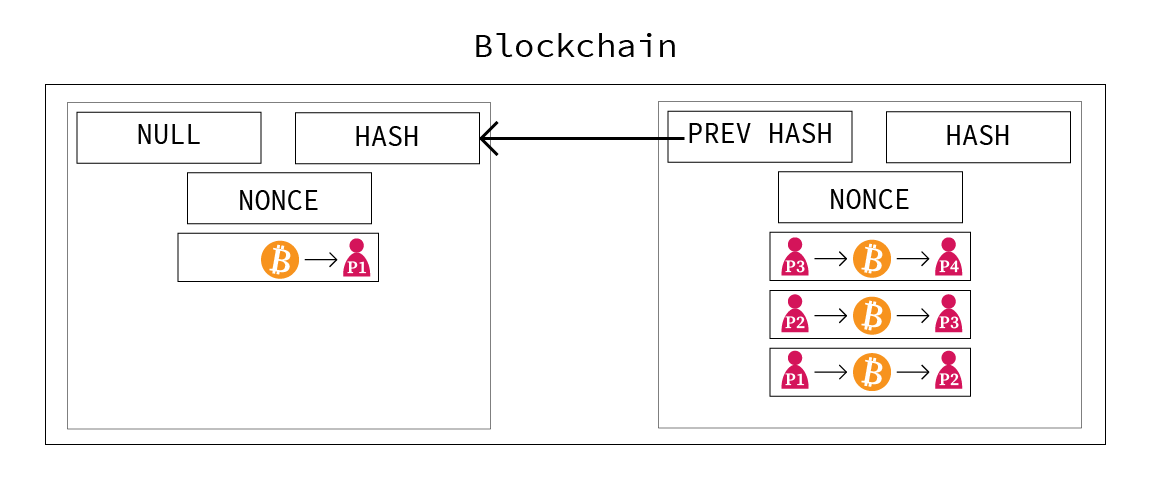 Blockchain
NULL
HASH
PREV HASH
HASH
NONCE
NONCE
P1
P3
P4
P2
P3
P1
P2